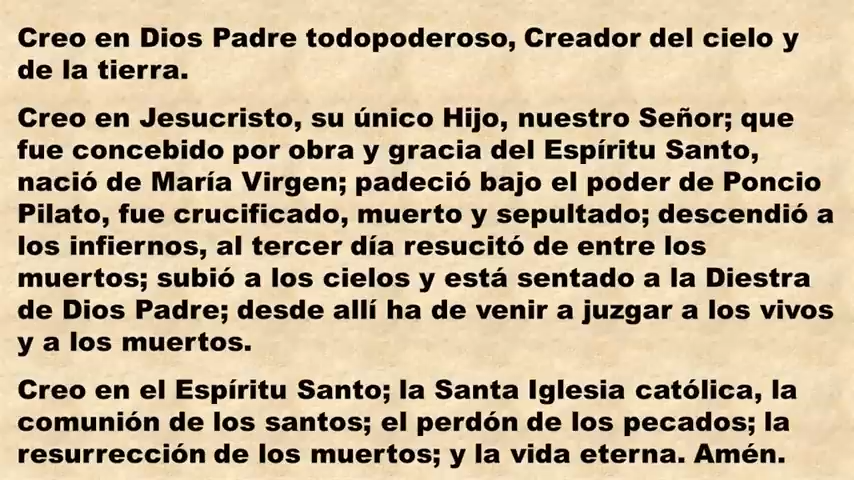 Creo en Dios Padre todopoderoso, Creador del cielo y
de la tierra.
Creo en Jesucristo, su único Hijo, nuestro Señor; que
fue concebido por obra y gracia del Espíritu Santo,
nació de María Virgen; padeció bajo el poder de Poncio
Pilato, fue crucificado, muerto y sepultado; descendió a
los infiernos, al tercer día resucitó de entre los
muertos; subió a los cielos y está sentado a la Diestra
de Dios Padre; desde allí ha de venir a juzgar a los vivos
y a los muertos.
Creo en el Espíritu Santo; la Santa Iglesia católica, la
comunión de los santos; el perdón de los pecados; la
resurrección de los muertos; y la vida eterna. Amén.